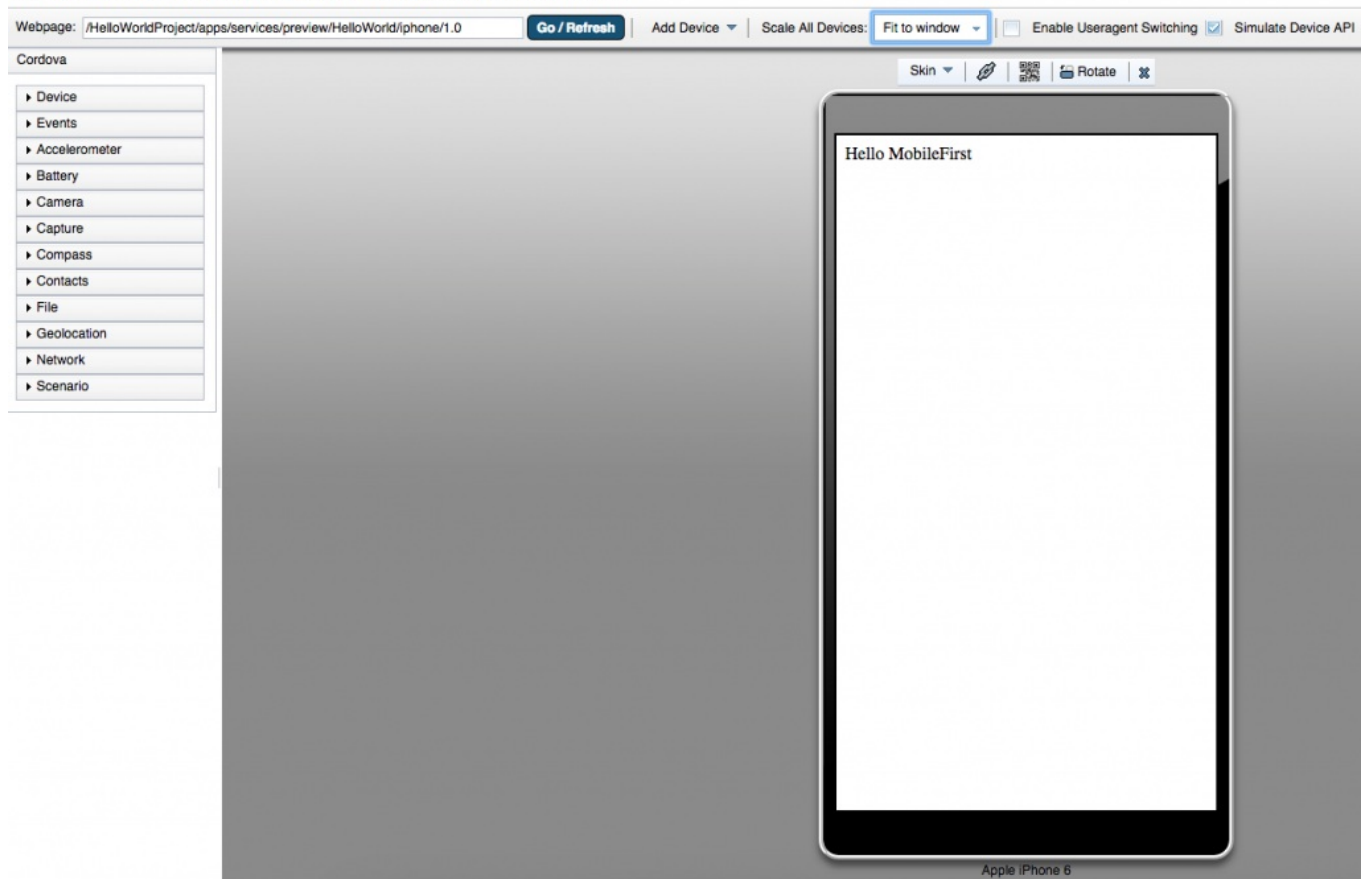 Webpage: /HelloWorldProject/apps/services/preview/HelloWorld/iphone/1.0 Go / Refresh Add Device Scale All Devices: Fit to window Enable Useragent Switching Simulate Device API
Cordova
Skin Rotate
Device
Events
Accelerometer
Battery
Camera
Capture
Compass
Contacts
File
Geolocation
Network
Scenario
Hello MobileFirst
Apple iPhone 6